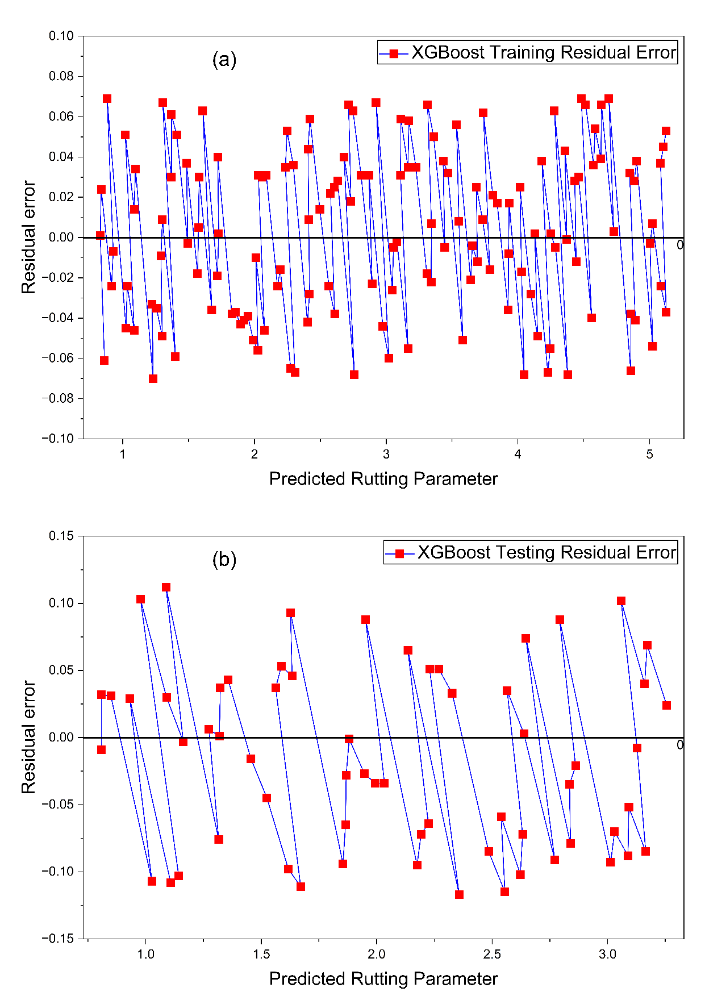 (a)
XGBoost Training Residual Error
0.10
0.08
0.06
0.04
0.02
0.00
−0.02
−0.04
−0.06
−0.08
−0.10
0
Residual error
1 2 3 4 5
Predicted Rutting Parameter
(b)
XGBoost Testing Residual Error
0.15
0.10
0.05
0.00
−0.05
−0.10
−0.15
0
Residual error
1.0 1.5 2.0 2.5 3.0
Predicted Rutting Parameter